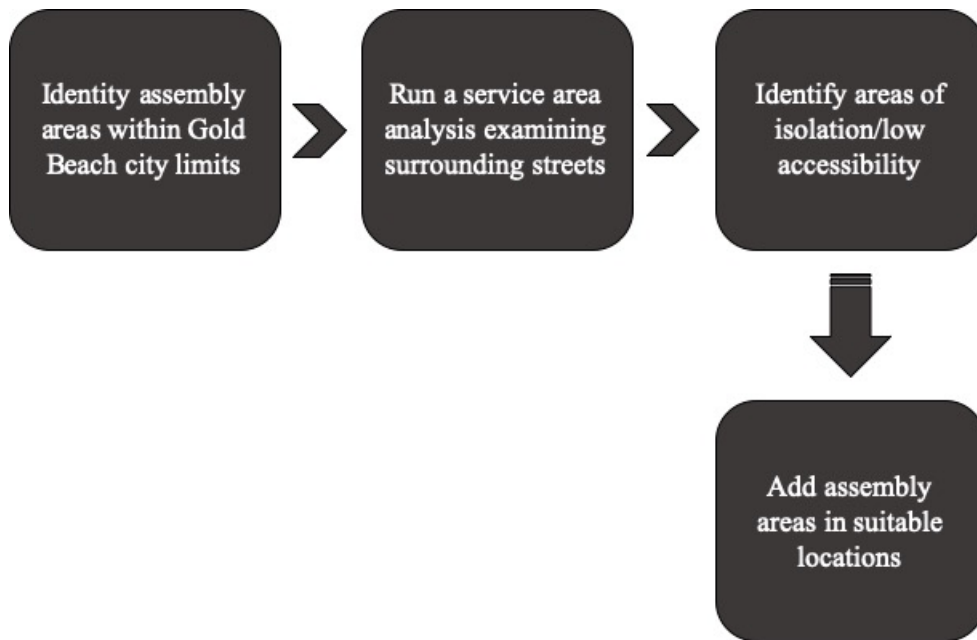 Identity assembly
areas within Gold
Beach city limits
Run a service area
analysis examining
surrounding streets
Identify areas of
isolation/low
accessibility
Add assembly
areas in suitable
locations